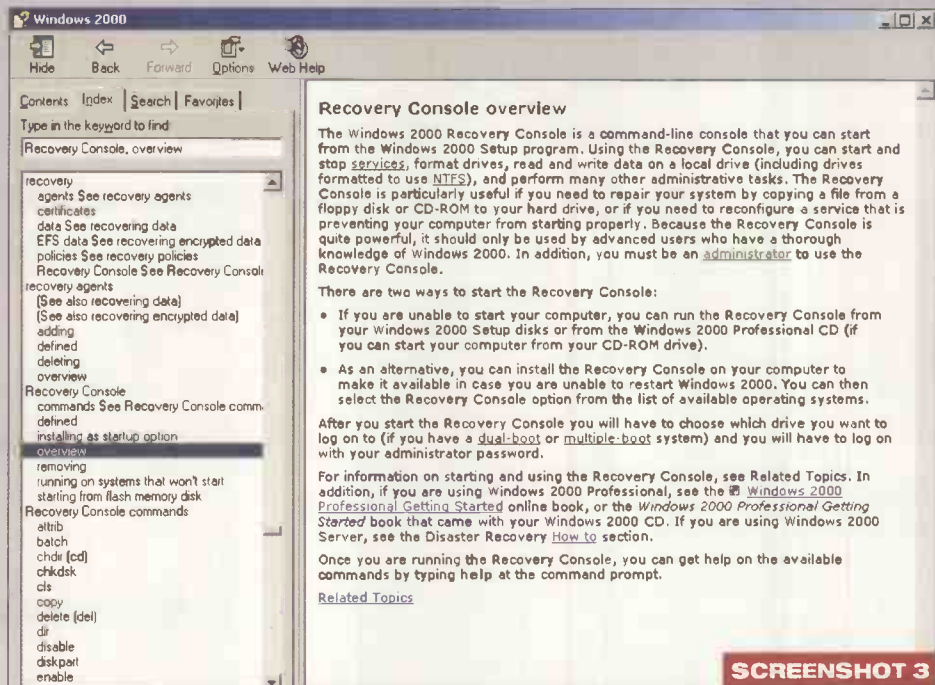 Windows 2000
Hide Back Forward Options Web Help
Contents Index Search Favorites
Type in the keyword to find
Recovery Console, overview
recovery
agents See recovery agents
certificates
data See recovering data
EFS data See recovering encrypted data
policies See recovery policies
Recovery Console See Recovery Consol
recovery agents
(See also recovering data)
(See also recovering encrypted data)
adding
defined
deleting
overview
Recovery Console
commands See Recovery Console comm
defined
installing as startup option
overview
removing
running on systems that won't start
starting from flash memory disk
Recovery Console commands
attrib
batch
chdir (cd)
chkdsk
cls
copy
delete (del)
dir
disable
diskpart
enable
Recovery Console overview
The Windows 2000 Recovery Console is a command-line console that you can start
from the Windows 2000 Setup program. Using the Recovery Console, you can start and
stop services, format drives, read and write data on a local drive (including drives
formatted to use NTFS), and perform many other administrative tasks. The Recovery
Console is particularly useful if you need to repair your system by copying a file from a
floppy disk or CD-ROM to your hard drive, or if you need to reconfigure a service that is
preventing your computer from starting properly. Because the Recovery Console is
quite powerful, it should only be used by advanced users who have a thorough
knowledge of Windows 2000. In addition, you must be an administrator to use the
Recovery Console.
There are two ways to start the Recovery Console:
• If you are unable to start your computer, you can run the Recovery Console from
your Windows 2000 Setup disks or from the Windows 2000 Professional CD (if
you can start your computer from your CD-ROM drive).
• As an alternative, you can install the Recovery Console on your computer to
make it available in case you are unable to restart Windows 2000. You can then
select the Recovery Console option from the list of available operating systems.
After you start the Recovery Console you will have to choose which drive you want to
log on to (if you have a dual-boot or multiple-boot system) and you will have to log on
with your administrator password.
For information on starting and using the Recovery Console, see Related Topics. In
addition, if you are using Windows 2000 Professional, see the Windows 2000
Professional Getting Started online book, or the Windows 2000 Professional Getting
Started book that came with your Windows 2000 CD. If you are using Windows 2000
Server, see the Disaster Recovery How to section.
Once you are running the Recovery Console, you can get help on the available
commands by typing help at the command prompt.
Related Topics
SCREENSHOT 3